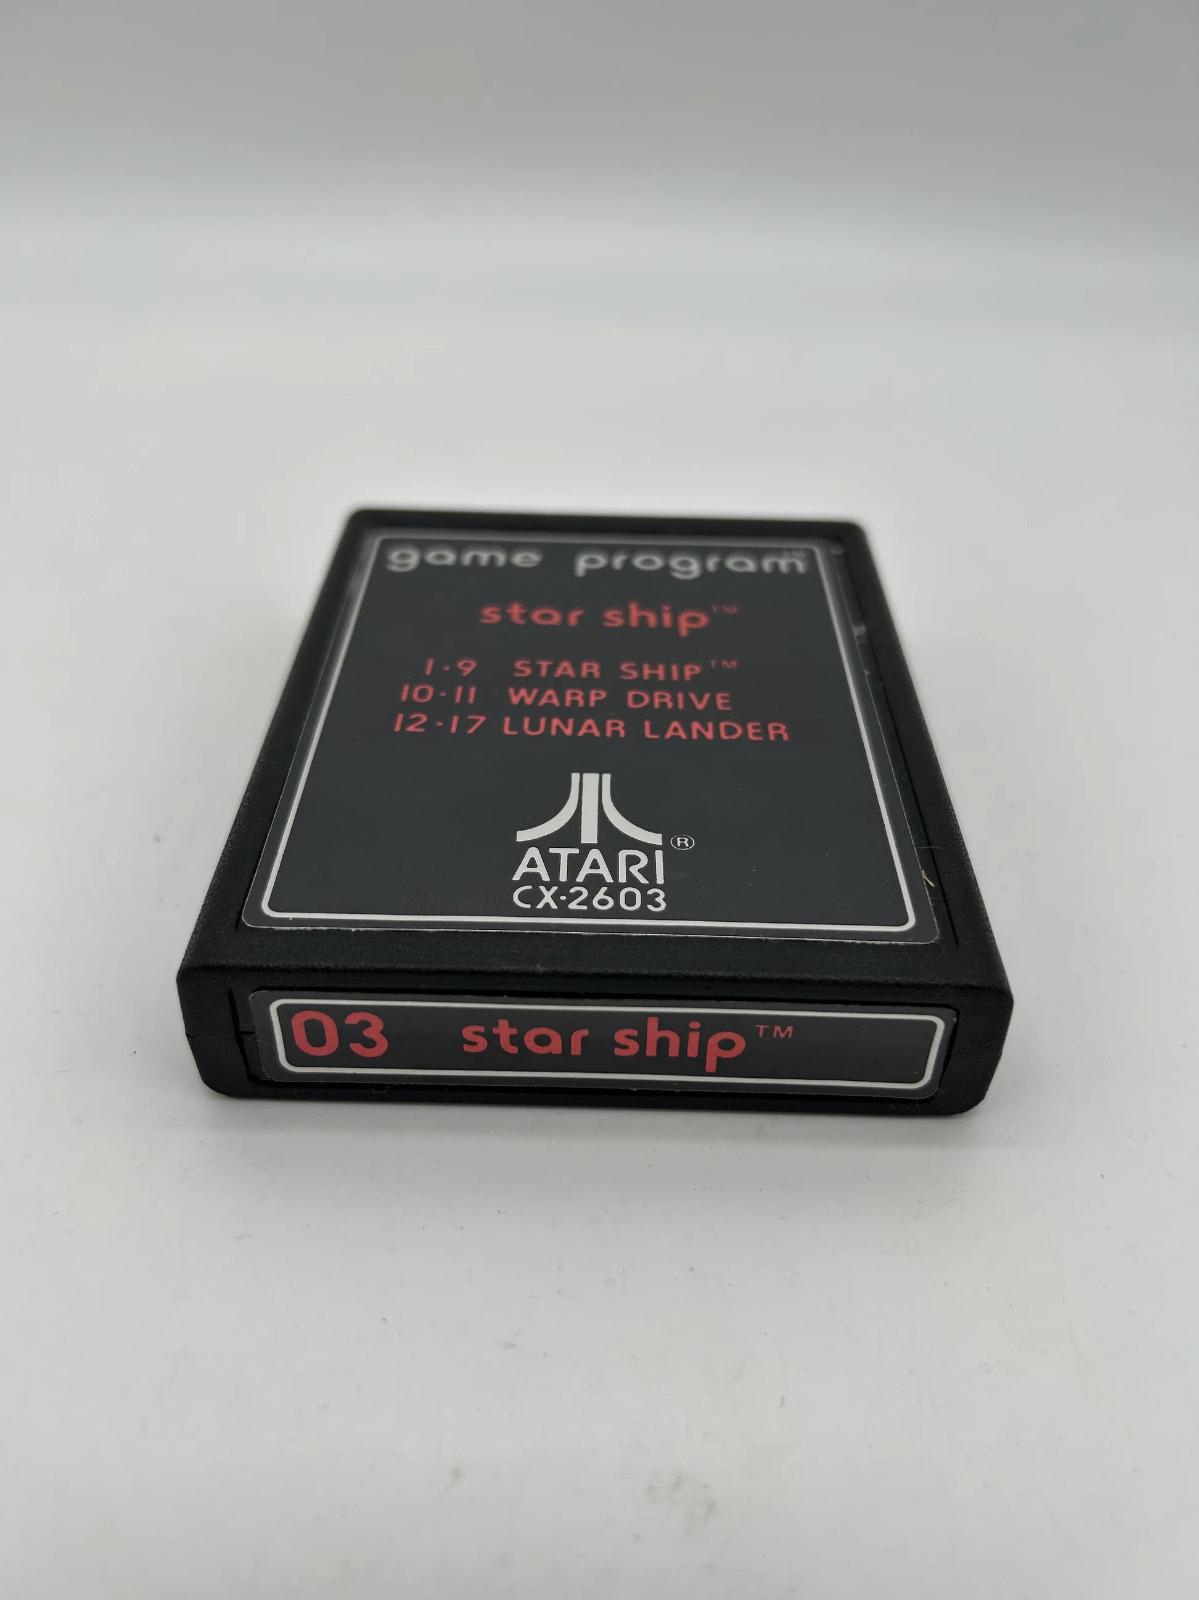 game program™
star ship™
1-9 STAR SHIP™
10-11 WARP DRIVE
12-17 LUNAR LANDER
ATARI®
CX-2603
03 star ship™